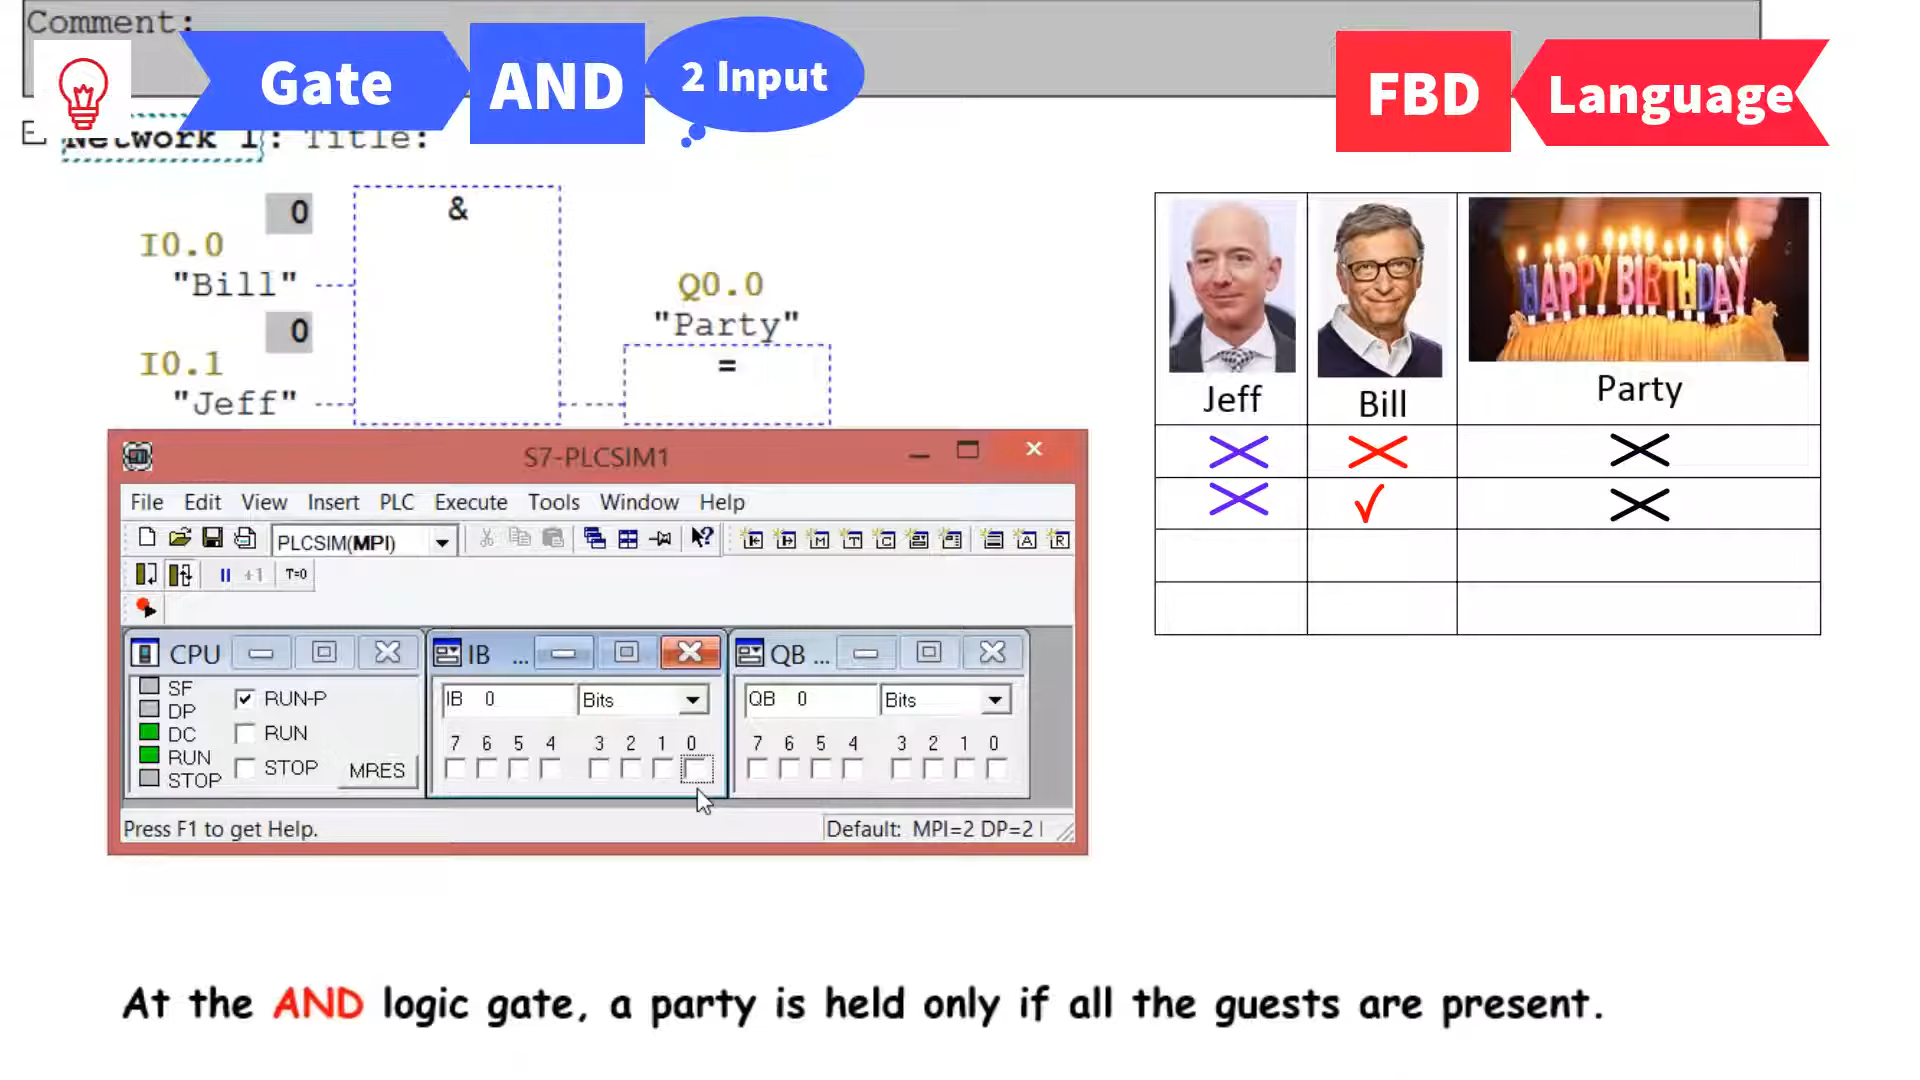 Comment:
Gate AND 2 Input
FBD Language
Network 1: Title:
0
&
I0.0
"Bill"
0
I0.1
"Jeff"
Q0.0
"Party"
=
HAPPY BIRTHDAY
Jeff Bill Party
S7-PLCSIM1
File Edit View Insert PLC Execute Tools Window Help
PLCSIM(MPI)
+1 T=0
CPU
SF
DP
DC
RUN
STOP
RUN-P
RUN
STOP
MRES
IB ...
IB 0 Bits
7 6 5 4 3 2 1 0
QB ...
QB 0 Bits
7 6 5 4 3 2 1 0
Press F1 to get Help.
Default: MPI=2 DP=2
At the AND logic gate, a party is held only if all the guests are present.